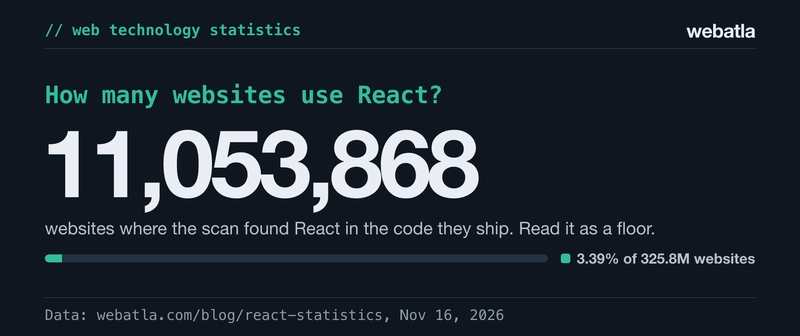 // web technology statistics
webatla
How many websites use React?
11,053,868
websites where the scan found React in the code they ship. Read it as a floor.
3.39% of 325.8M websites
Data: webatla.com/blog/react-statistics, Nov 16, 2026